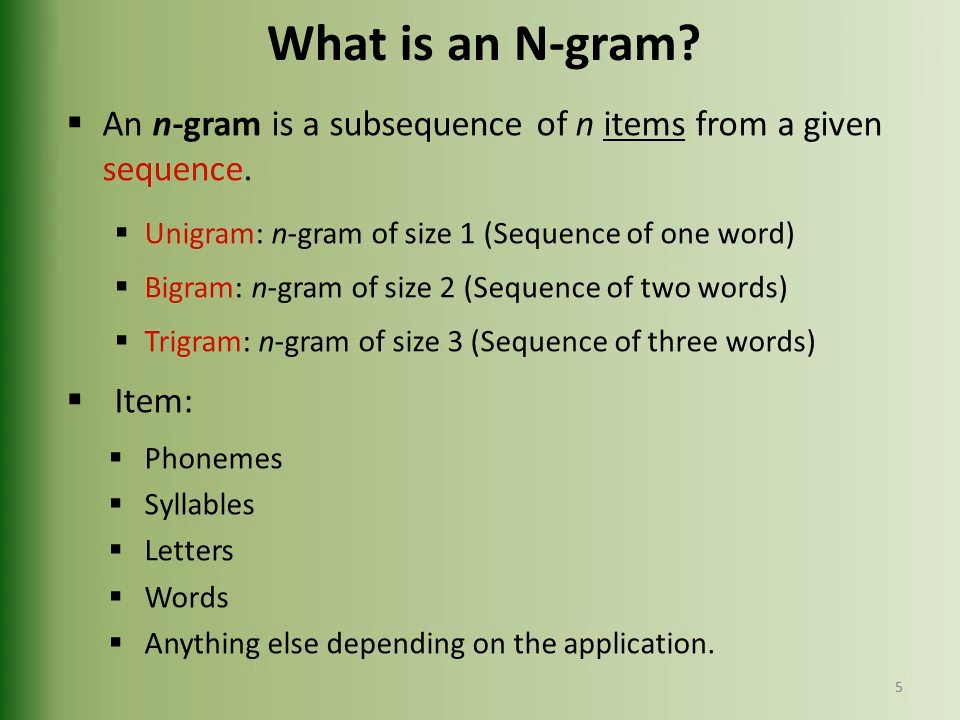 What is an N-gram?
▪ An n-gram is a subsequence of n items from a given
sequence.
▪ Unigram: n-gram of size 1 (Sequence of one word)
▪ Bigram: n-gram of size 2 (Sequence of two words)
▪ Trigram: n-gram of size 3 (Sequence of three words)
▪ Item:
▪ Phonemes
▪ Syllables
▪ Letters
▪ Words
▪ Anything else depending on the application.
5